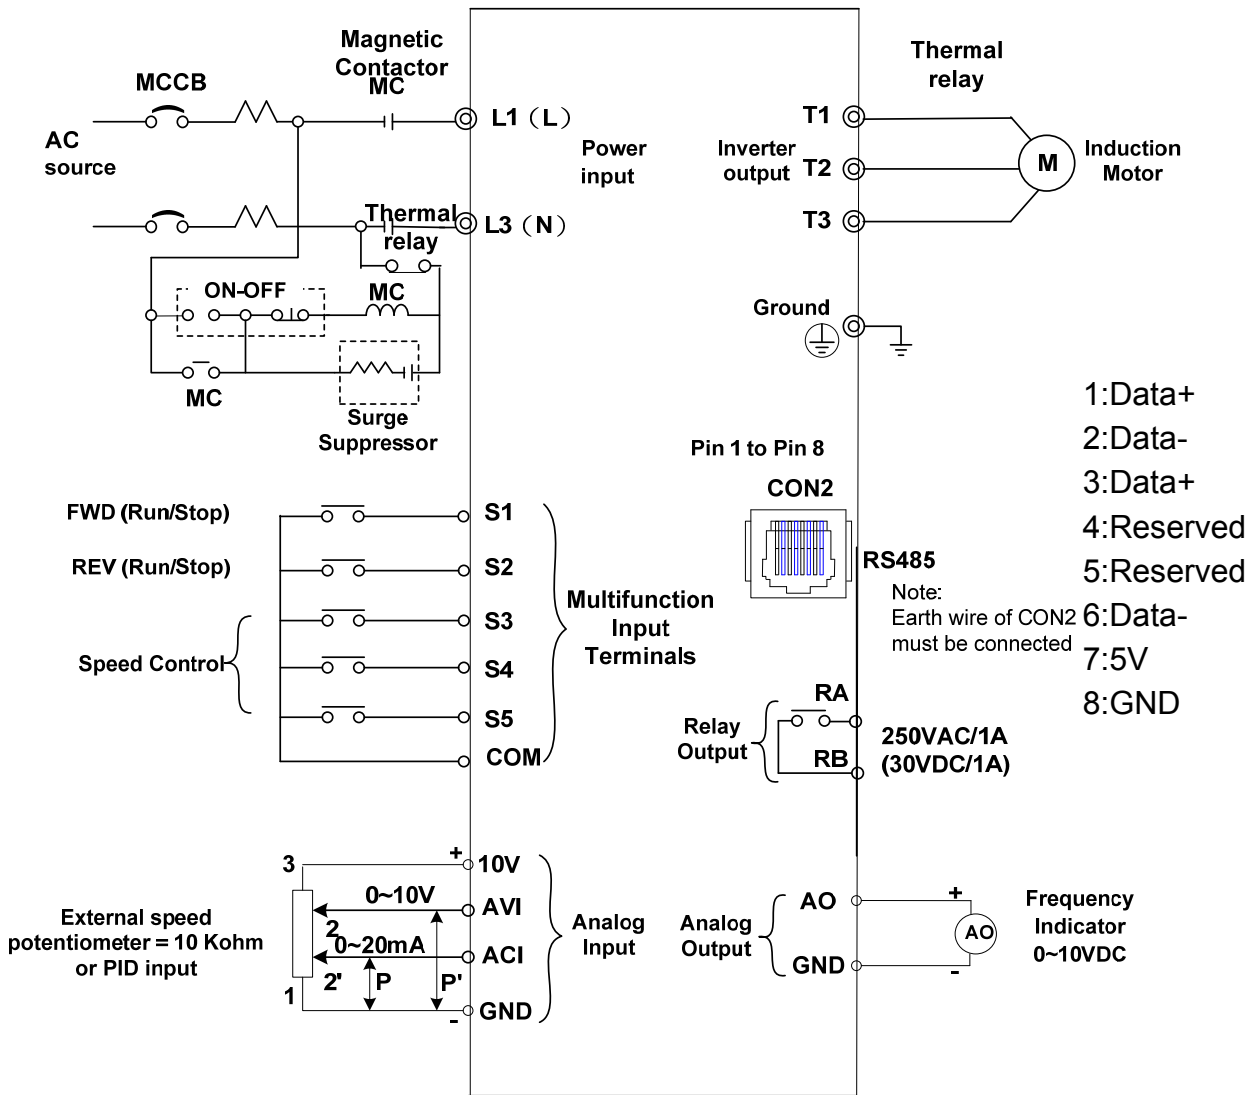 Magnetic
Contactor
MC
MCCB
AC
source
L1 (L)
Power
input
Thermal
relay
L3 (N)
ON-OFF
MC
MC
Surge
Suppressor
Thermal
relay
T1
Inverter
output
T2
T3
M
Induction
Motor
Ground
Pin 1 to Pin 8
CON2
RS485
Note:
Earth wire of CON2
must be connected
1:Data+
2:Data-
3:Data+
4:Reserved
5:Reserved
6:Data-
7:5V
8:GND
FWD (Run/Stop)
S1
REV (Run/Stop)
S2
S3
Speed Control
S4
S5
COM
Multifunction
Input
Terminals
Relay
Output
RA
RB
250VAC/1A
(30VDC/1A)
3
+
10V
0~10V
AVI
2
0~20mA
ACI
2'
P
P'
1
-
GND
External speed
potentiometer = 10 Kohm
or PID input
Analog
Input
Analog
Output
AO
GND
+
AO
-
Frequency
Indicator
0~10VDC